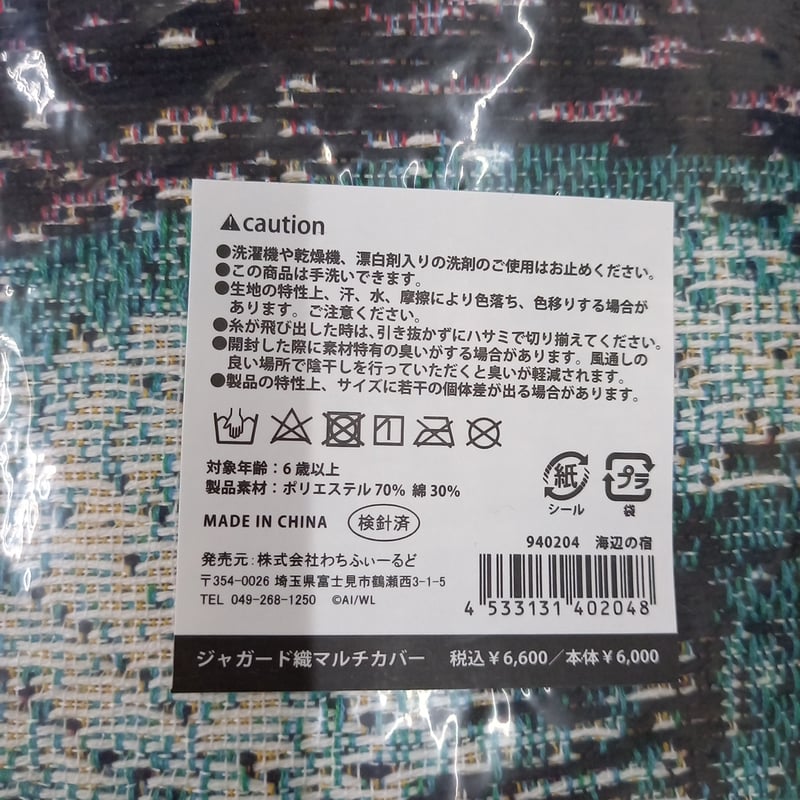 caution
●洗濯機や乾燥機、漂白剤入りの洗剤のご使用はお止めください。
●この商品は手洗いできます。
●生地の特性上、汗、水、摩擦により色落ち、色移りする場合が
あります。ご注意ください。
●糸が飛び出した時は、引き抜かずにハサミで切り揃えてください。
●開封した際に素材特有の臭いがする場合があります。風通しの
良い場所で陰干しを行っていただくと臭いが軽減されます。
●製品の特性上、サイズに若干の個体差が出る場合があります。
対象年齢：6歳以上
製品素材：ポリエステル70% 綿30%
紙
シール
プラ
袋
MADE IN CHINA 検針済
940204 海辺の宿
発売元：株式会社わちふぃーるど
〒354-0026 埼玉県富士見市鶴瀬西3-1-5
TEL 049-268-1250 ©AI/WL
4 533131 402048
ジャガード織マルチカバー 税込￥6,600／本体￥6,000